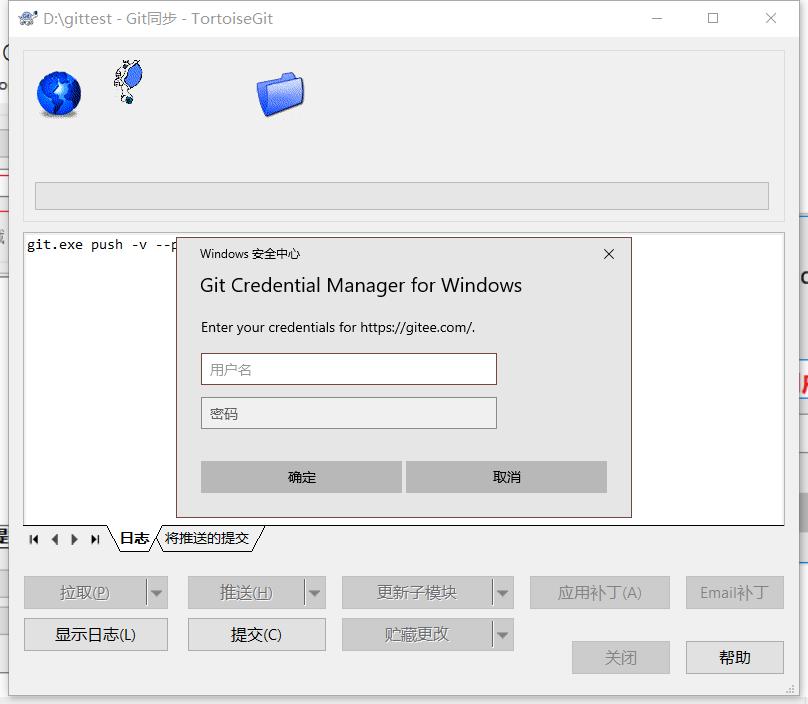 D:\gittest - Git同步 - TortoiseGit
git.exe push -v --p
Windows 安全中心
Git Credential Manager for Windows
Enter your credentials for https://gitee.com/.
用户名
密码
确定 取消
日志 将推送的提交
拉取(P) 推送(H) 更新子模块 应用补丁(A) Email补丁
显示日志(L) 提交(C) 贮藏更改
关闭 帮助